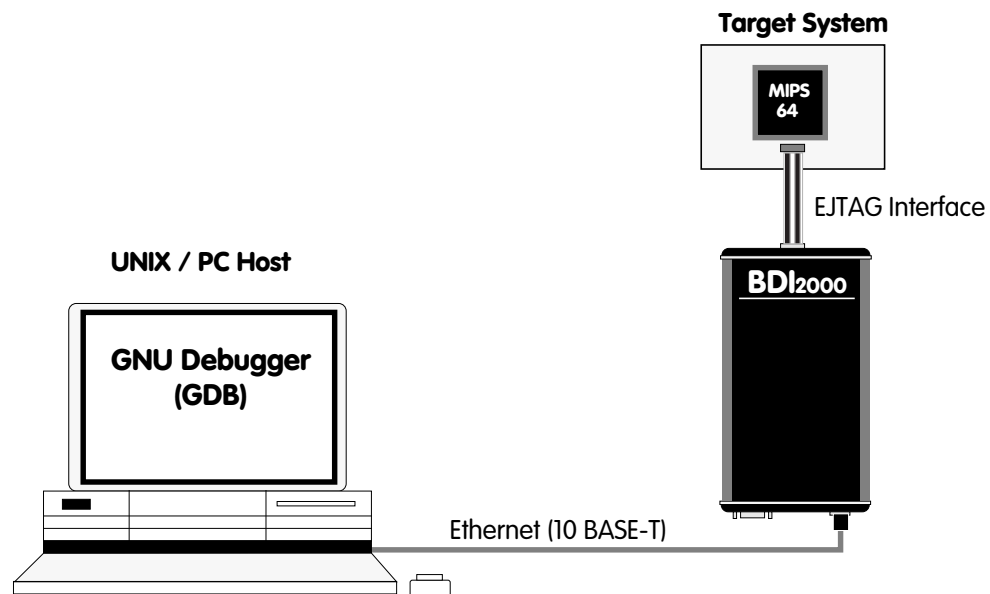 Target System
MIPS
64
EJTAG Interface
UNIX / PC Host
BDI2000
GNU Debugger
(GDB)
Ethernet (10 BASE-T)